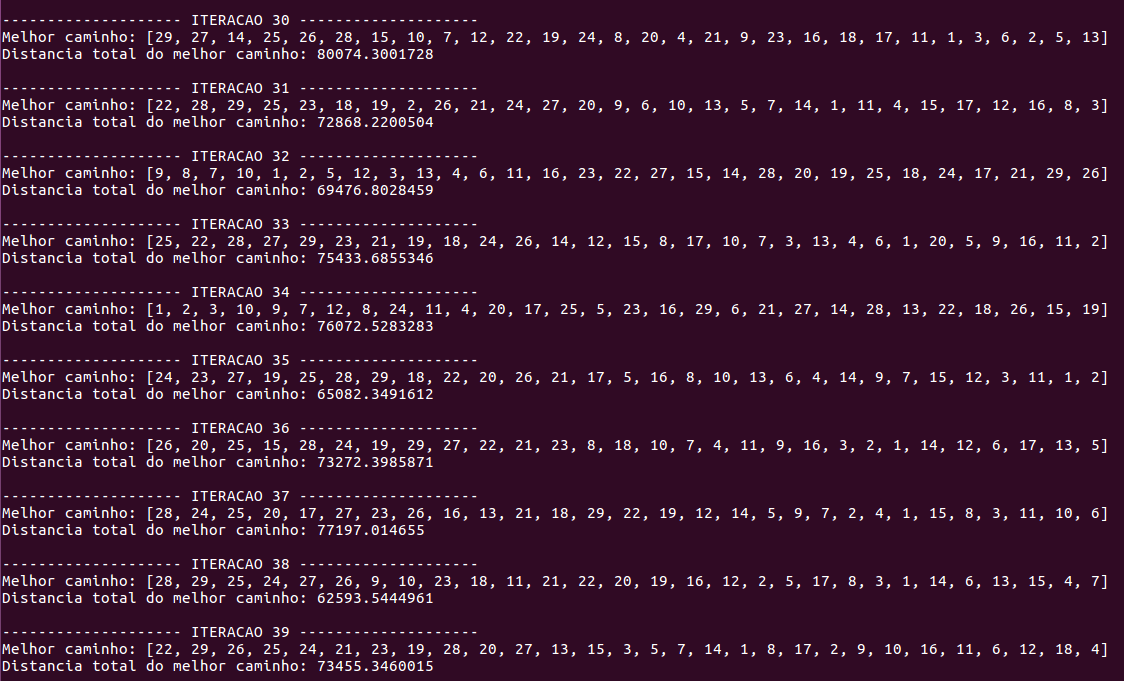 -------------------- ITERACAO 30 --------------------
Melhor caminho: [29, 27, 14, 25, 26, 28, 15, 10, 7, 12, 22, 19, 24, 8, 20, 4, 21, 9, 23, 16, 18, 17, 11, 1, 3, 6, 2, 5, 13]
Distancia total do melhor caminho: 80074.3001728
-------------------- ITERACAO 31 --------------------
Melhor caminho: [22, 28, 29, 25, 23, 18, 19, 2, 26, 21, 24, 27, 20, 9, 6, 10, 13, 5, 7, 14, 1, 11, 4, 15, 17, 12, 16, 8, 3]
Distancia total do melhor caminho: 72868.2200504
-------------------- ITERACAO 32 --------------------
Melhor caminho: [9, 8, 7, 10, 1, 2, 5, 12, 3, 13, 4, 6, 11, 16, 23, 22, 27, 15, 14, 28, 20, 19, 25, 18, 24, 17, 21, 29, 26]
Distancia total do melhor caminho: 69476.8028459
-------------------- ITERACAO 33 --------------------
Melhor caminho: [25, 22, 28, 27, 29, 23, 21, 19, 18, 24, 26, 14, 12, 15, 8, 17, 10, 7, 3, 13, 4, 6, 1, 20, 5, 9, 16, 11, 2]
Distancia total do melhor caminho: 75433.6855346
-------------------- ITERACAO 34 --------------------
Melhor caminho: [1, 2, 3, 10, 9, 7, 12, 8, 24, 11, 4, 20, 17, 25, 5, 23, 16, 29, 6, 21, 27, 14, 28, 13, 22, 18, 26, 15, 19]
Distancia total do melhor caminho: 76072.5283283
-------------------- ITERACAO 35 --------------------
Melhor caminho: [24, 23, 27, 19, 25, 28, 29, 18, 22, 20, 26, 21, 17, 5, 16, 8, 10, 13, 6, 4, 14, 9, 7, 15, 12, 3, 11, 1, 2]
Distancia total do melhor caminho: 65082.3491612
-------------------- ITERACAO 36 --------------------
Melhor caminho: [26, 20, 25, 15, 28, 24, 19, 29, 27, 22, 21, 23, 8, 18, 10, 7, 4, 11, 9, 16, 3, 2, 1, 14, 12, 6, 17, 13, 5]
Distancia total do melhor caminho: 73272.3985871
-------------------- ITERACAO 37 --------------------
Melhor caminho: [28, 24, 25, 20, 17, 27, 23, 26, 16, 13, 21, 18, 29, 22, 19, 12, 14, 5, 9, 7, 2, 4, 1, 15, 8, 3, 11, 10, 6]
Distancia total do melhor caminho: 77197.014655
-------------------- ITERACAO 38 --------------------
Melhor caminho: [28, 29, 25, 24, 27, 26, 9, 10, 23, 18, 11, 21, 22, 20, 19, 16, 12, 2, 5, 17, 8, 3, 1, 14, 6, 13, 15, 4, 7]
Distancia total do melhor caminho: 62593.5444961
-------------------- ITERACAO 39 --------------------
Melhor caminho: [22, 29, 26, 25, 24, 21, 23, 19, 28, 20, 27, 13, 15, 3, 5, 7, 14, 1, 8, 17, 2, 9, 10, 16, 11, 6, 12, 18, 4]
Distancia total do melhor caminho: 73455.3460015